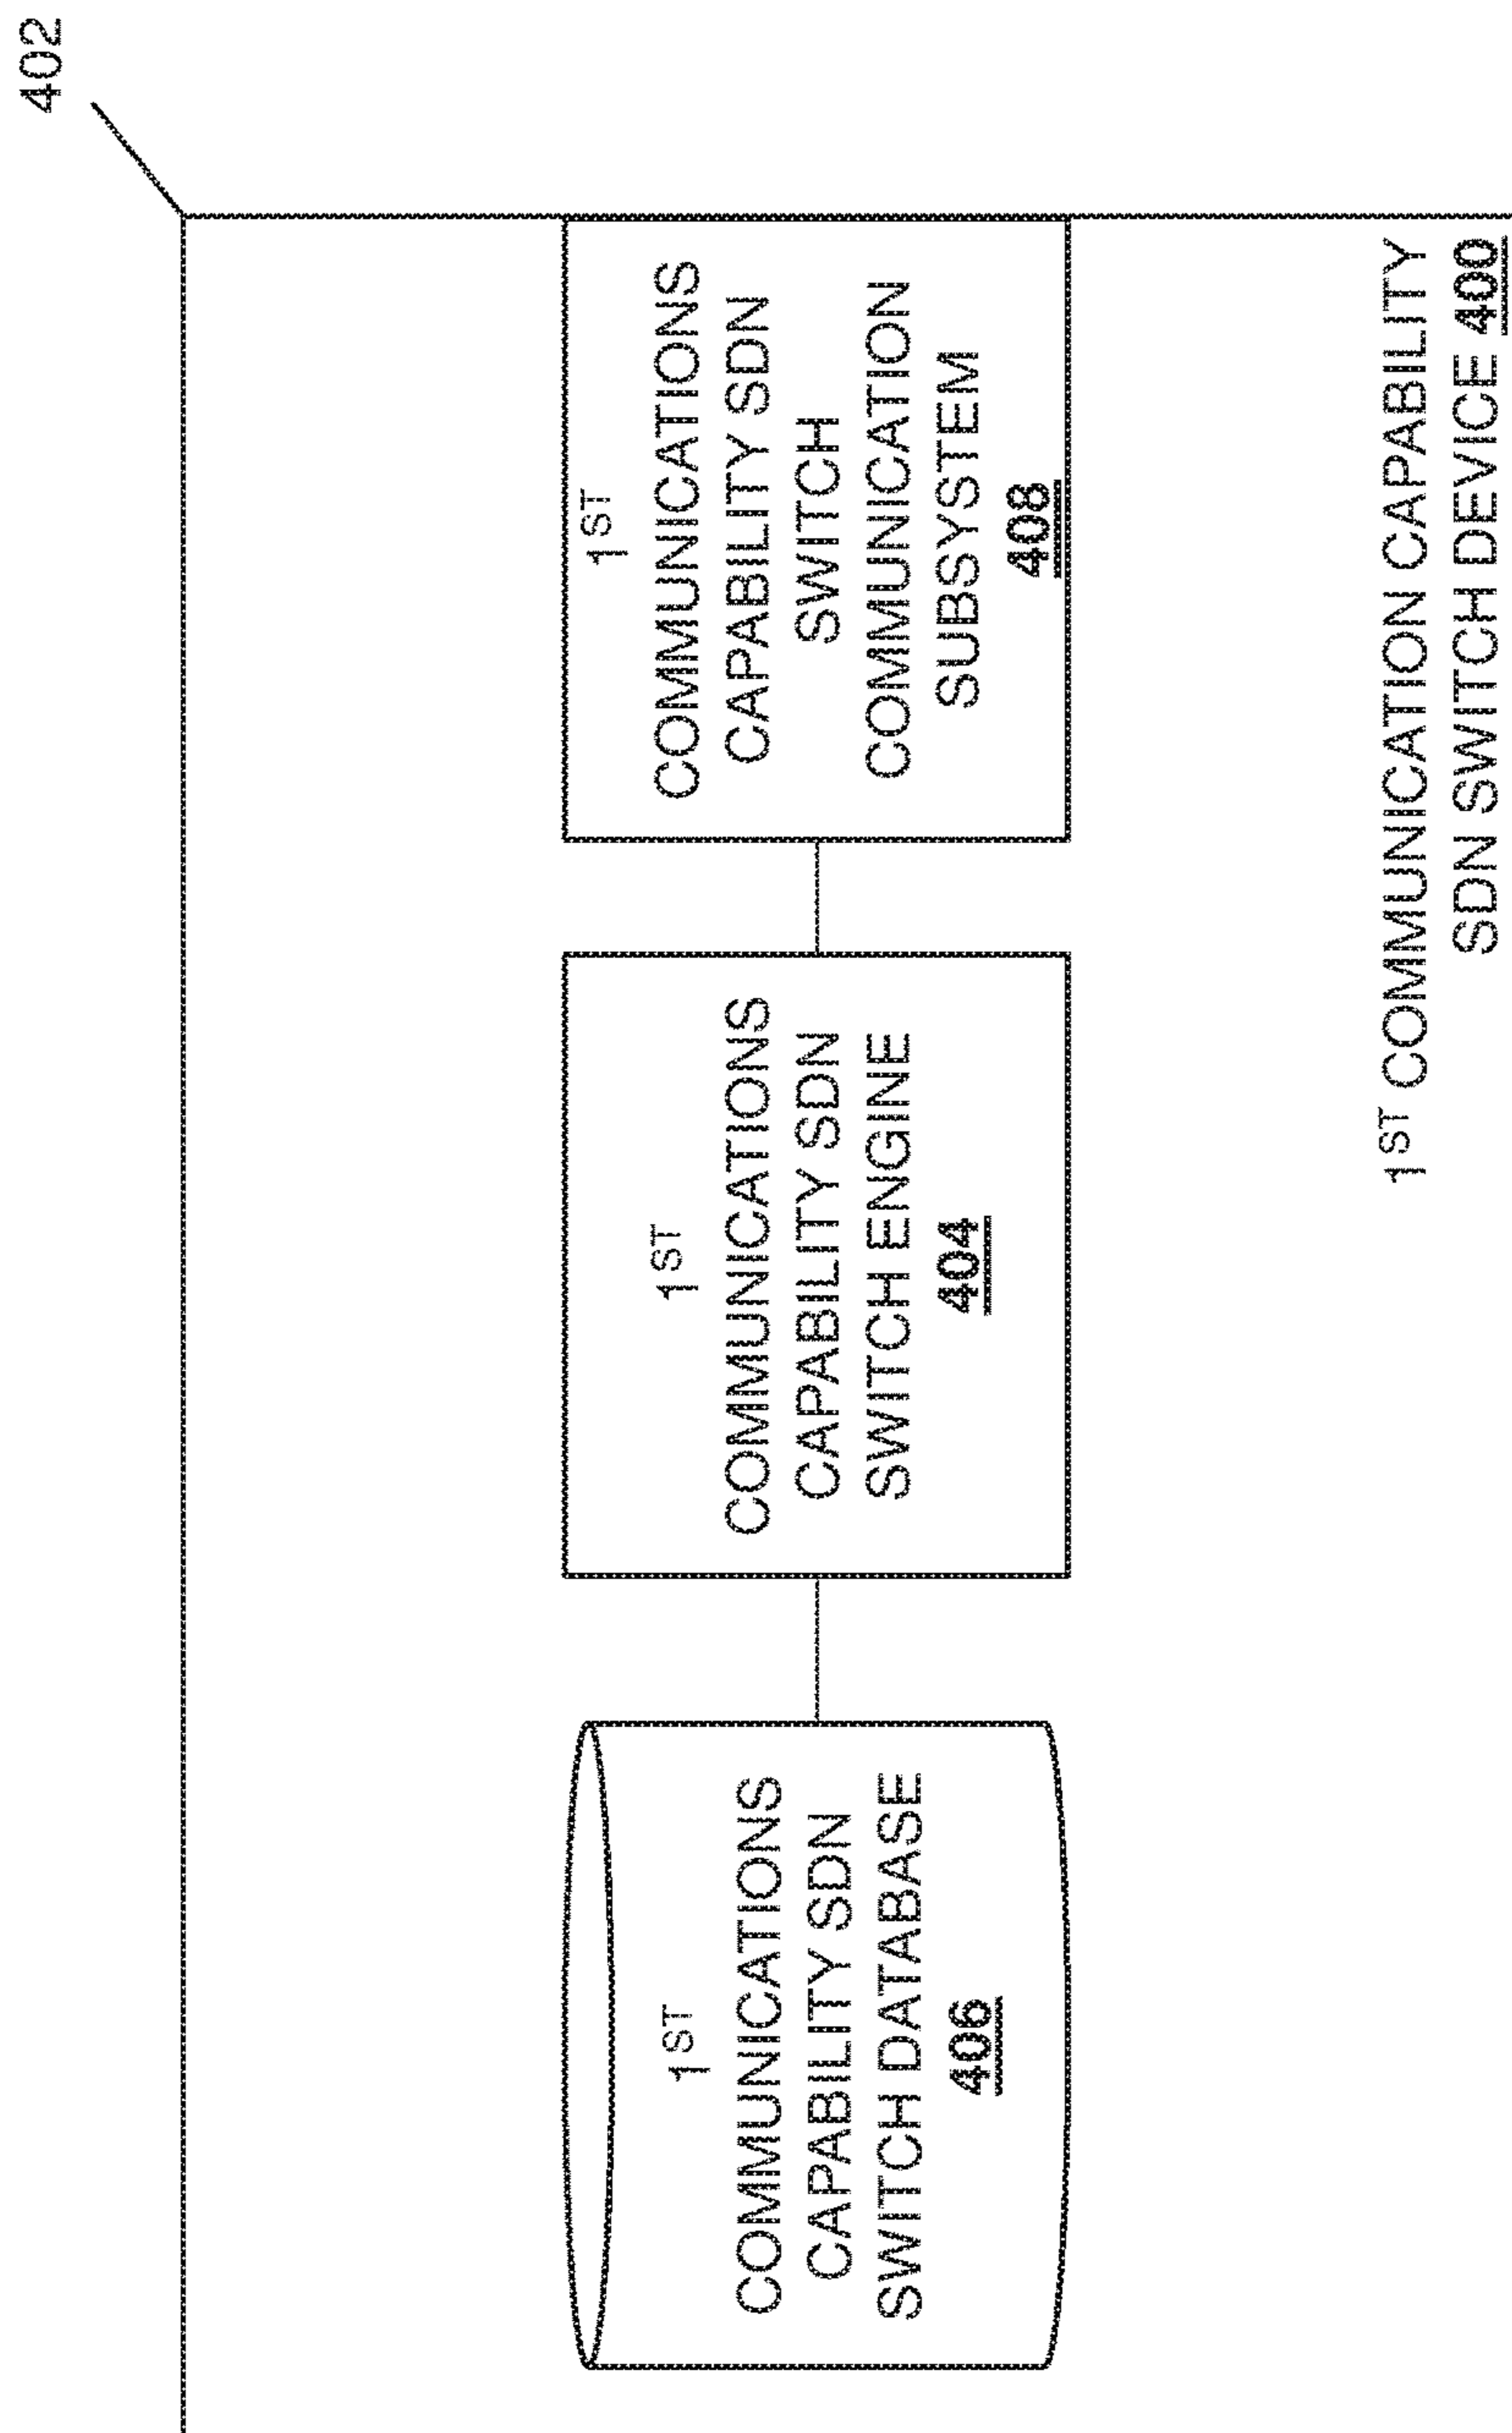 402
1ST
COMMUNICATIONS
CAPABILITY SDN
SWITCH DATABASE
406
1ST
COMMUNICATIONS
CAPABILITY SDN
SWITCH ENGINE
404
1ST
COMMUNICATIONS
CAPABILITY SDN
SWITCH
COMMUNICATION
SUBSYSTEM
408
1ST COMMUNICATION CAPABILITY
SDN SWITCH DEVICE 400